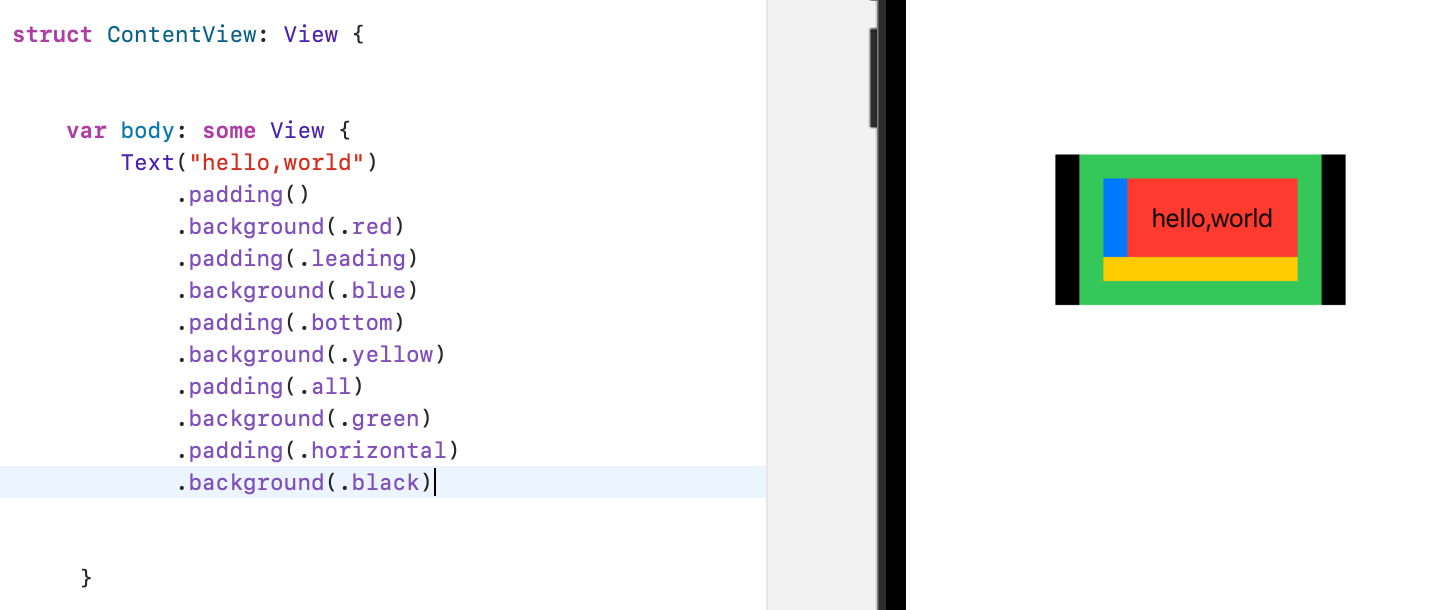 struct ContentView: View {
var body: some View {
Text("hello,world")
.padding()
.background(.red)
.padding(.leading)
.background(.blue)
.padding(.bottom)
.background(.yellow)
.padding(.all)
.background(.green)
.padding(.horizontal)
.background(.black)
}
hello,world